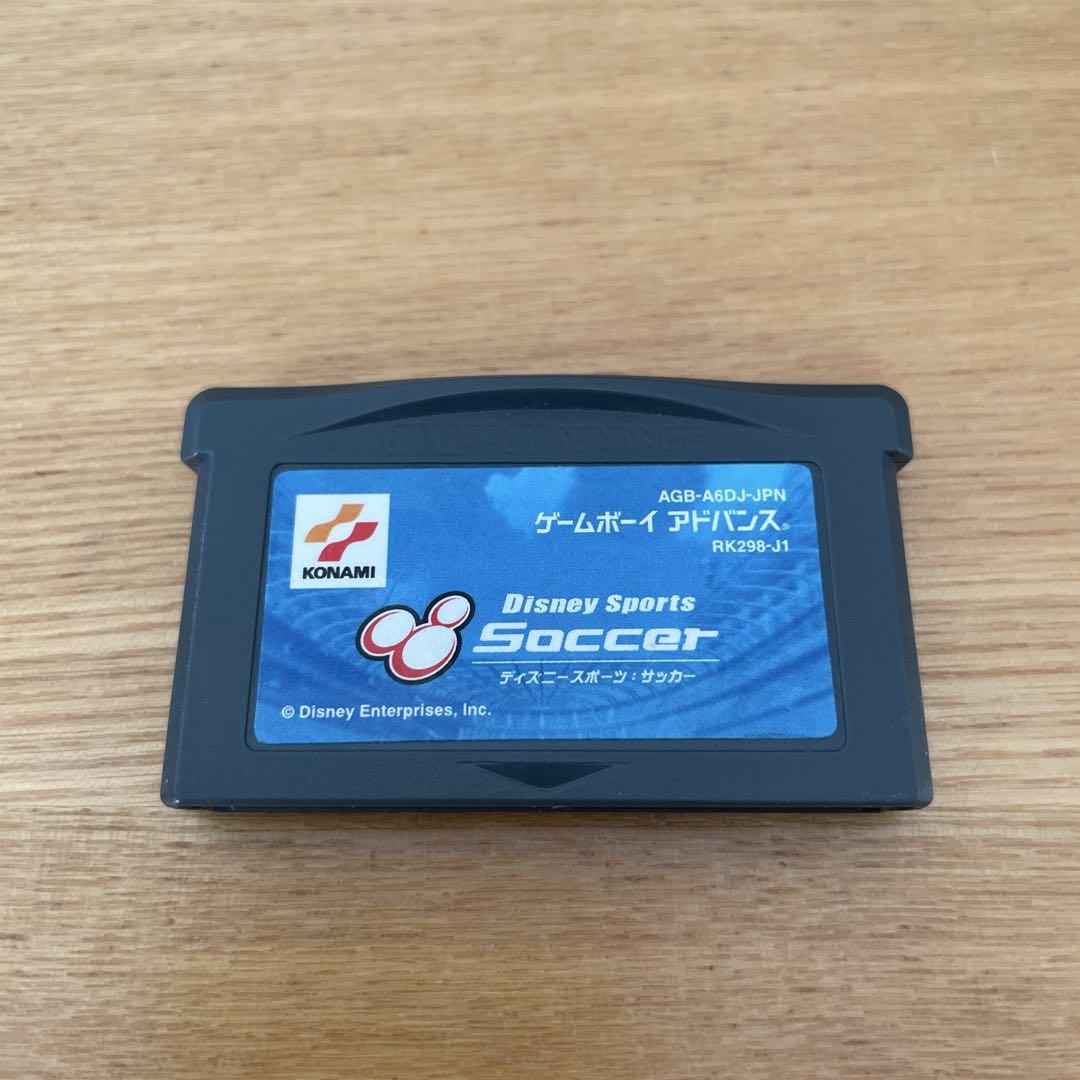 GAME BOY ADVANCE
AGB-A6DJ-JPN
ゲームボーイ アドバンス®
RK298-J1
KONAMI
Disney Sports
Soccer
ディズニースポーツ：サッカー
© Disney Enterprises, Inc.